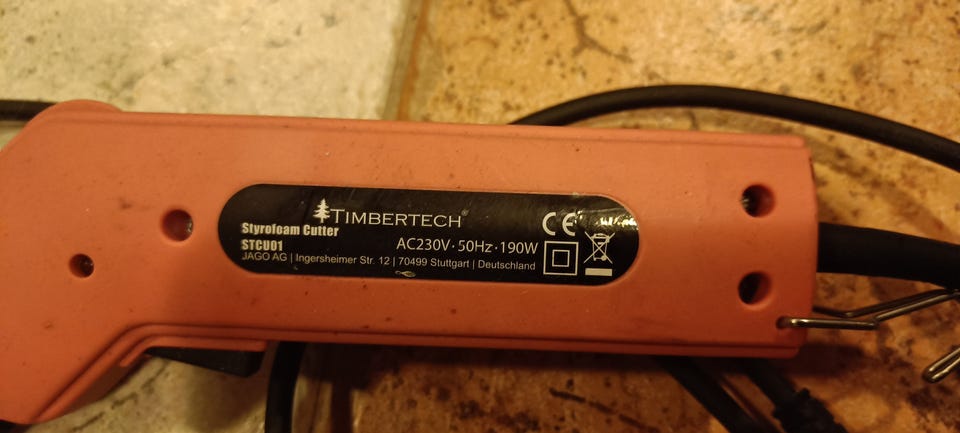 TIMBERTECH®
Styrofoam Cutter
STCU01
AC230V·50Hz·190W
JAGO AG | Ingersheimer Str. 12 | 70499 Stuttgart | Deutschland
CE